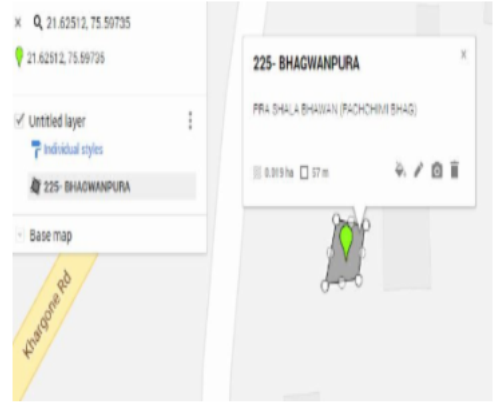 × 21.62512, 75.59735
21.62512, 75.59735
Untitled layer
Individual styles
225- BHAGWANPURA
Base map
225- BHAGWANPURA
×
PRA SHALA BHAWAN (PACHCHIMI BHAG)
0.019 ha 57 m
Khargone Rd